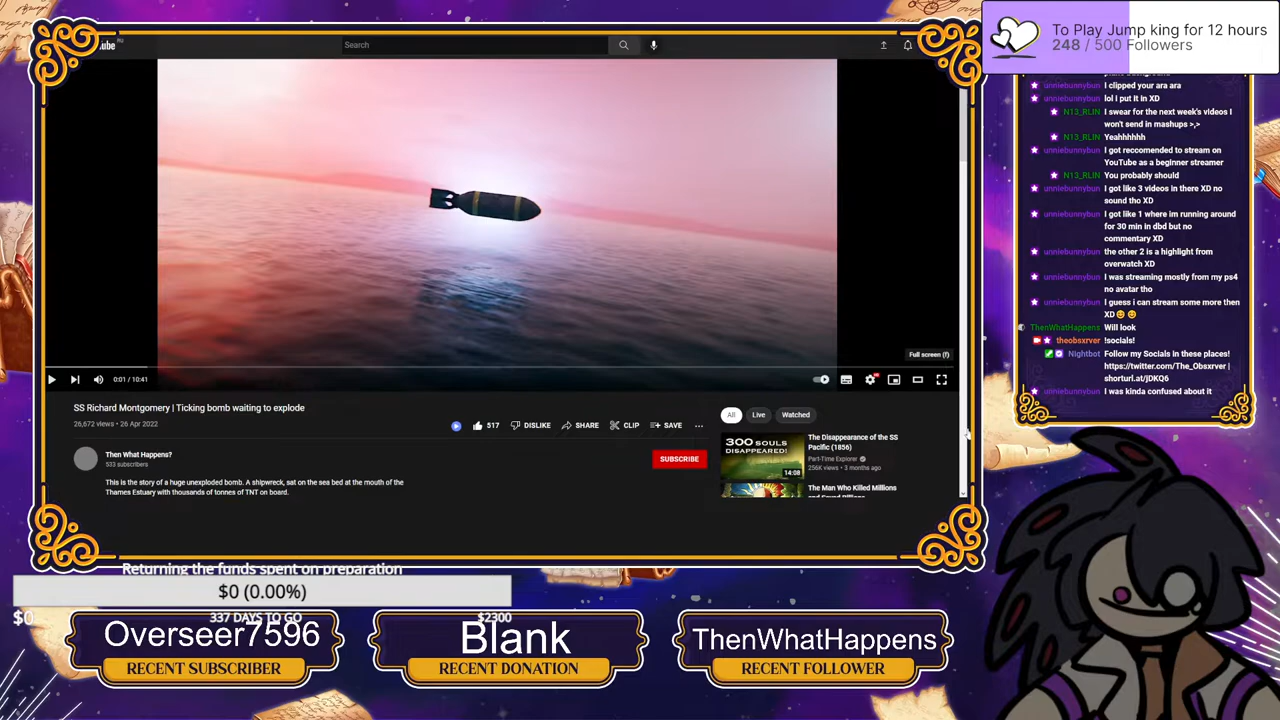 To Play Jump king for 12 hours
248 / 500 Followers
Search
unniebunnybun I clipped your ara ara
unniebunnybun lol I put it in XD
N13_RLIN I swear for the next week's videos I
won't send in mashups >,>
N13_RLIN Yeahhhhh
unniebunnybun I got reccomended to stream on
YouTube as a beginner streamer
N13_RLIN You probably should
unniebunnybun I got like 3 videos in there XD no
sound tho XD
unniebunnybun I got like 1 where im running around
for 30 min in dbd but no
commentary XD
unniebunnybun the other 2 is a highlight from
overwatch XD
unniebunnybun I was streaming mostly from my ps4
no avatar tho
unniebunnybun I guess i can stream some more then
XD
ThenWhatHappens Will look
theobsxrver !socials!
Nightbot Follow my Socials in these places!
https://twitter.com/The_Obsxrver |
shorturl.at/jDKQ6
unniebunnybun I was kinda confused about it
Full screen (f)
0:01 / 10:41
SS Richard Montgomery | Ticking bomb waiting to explode
26,672 views • 26 Apr 2022
517
DISLIKE
SHARE
CLIP
SAVE
Then What Happens?
533 subscribers
SUBSCRIBE
This is the story of a huge unexploded bomb. A shipwreck, sat on the sea bed at the mouth of the
Thames Estuary with thousands of tonnes of TNT on board.
All
Live
Watched
300 SOULS
DISAPPEARED!
14:08
The Disappearance of the SS
Pacific (1856)
Part-Time Explorer
256K views • 3 months ago
The Man Who Killed Millions
Returning the funds spent on preparation
$0 (0.00%)
$0
337 DAYS TO GO
$2300
Overseer7596
RECENT SUBSCRIBER
Blank
RECENT DONATION
ThenWhatHappens
RECENT FOLLOWER